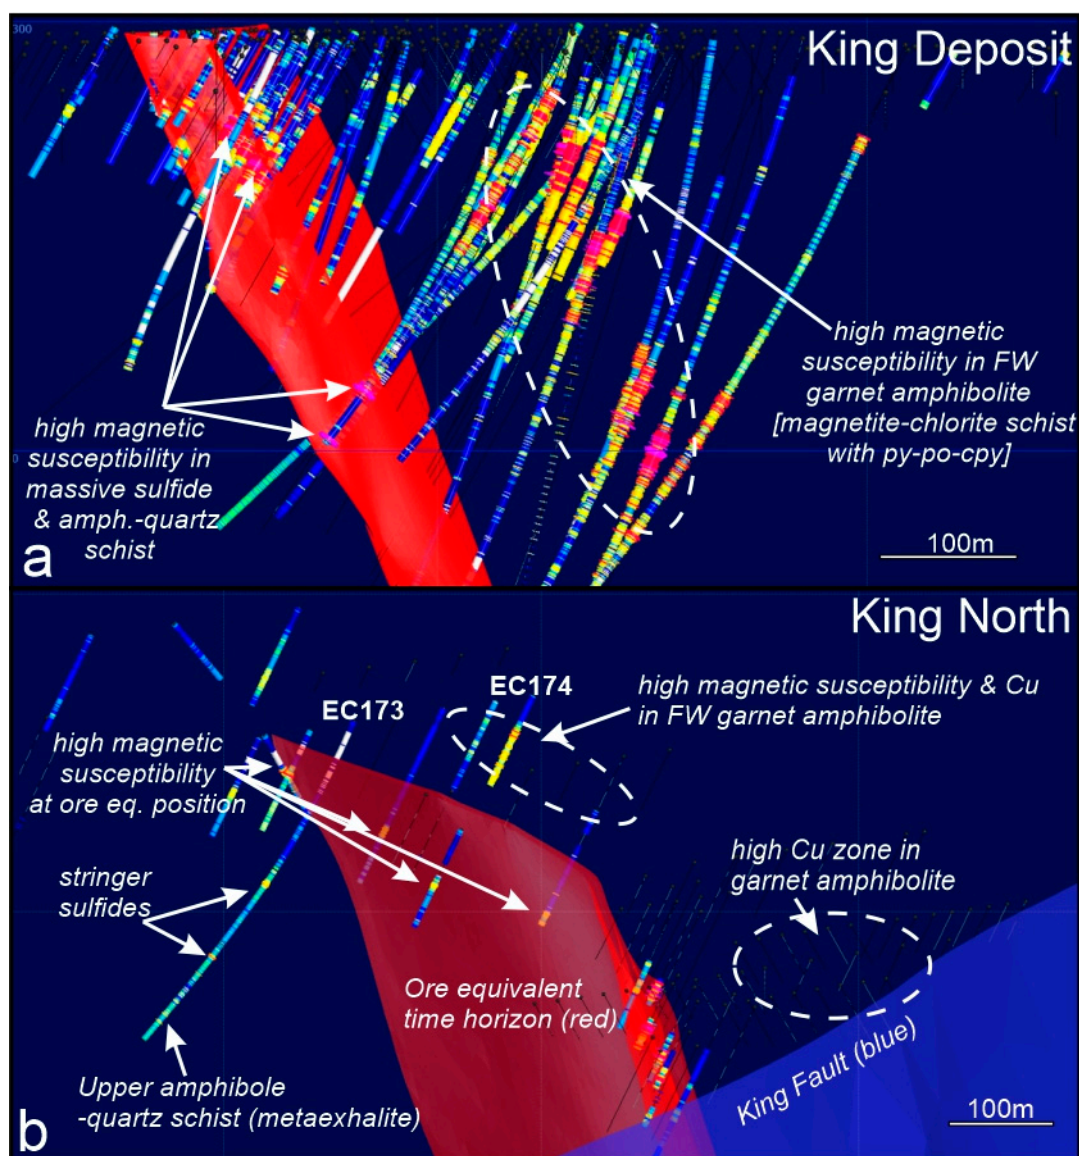 300
King Deposit
high magnetic
susceptibility in FW
garnet amphibolite
[magnetite-chlorite schist
with py-po-cpy]
high magnetic
susceptibility in
massive sulfide
& amph.-quartz
schist
0
a
100m
King North
EC174
EC173
high magnetic susceptibility & Cu
in FW garnet amphibolite
high magnetic
susceptibility
at ore eq. position
high Cu zone in
garnet amphibolite
stringer
sulfides
Ore equivalent
time horizon (red)
King Fault (blue)
Upper amphibole
-quartz schist (metaexhalite)
b
100m